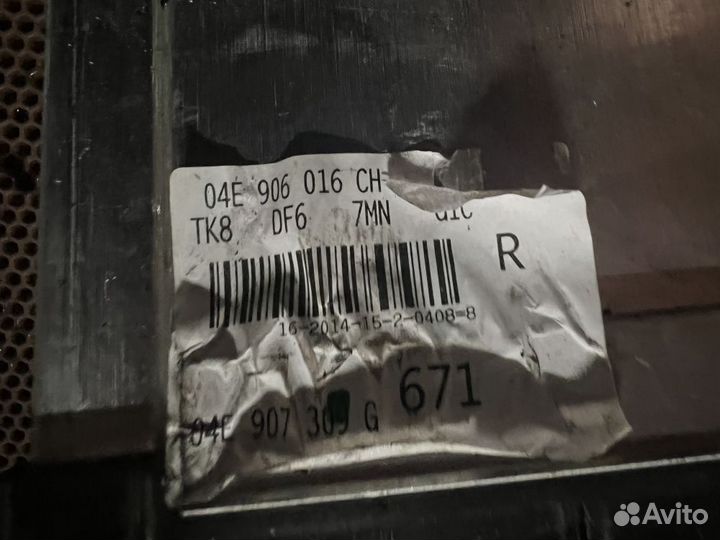 04E 906 016 CH
TK8 DF6 7MN
R
16-2014-15-2-0408-8
671
04E 907 309 G
Avito